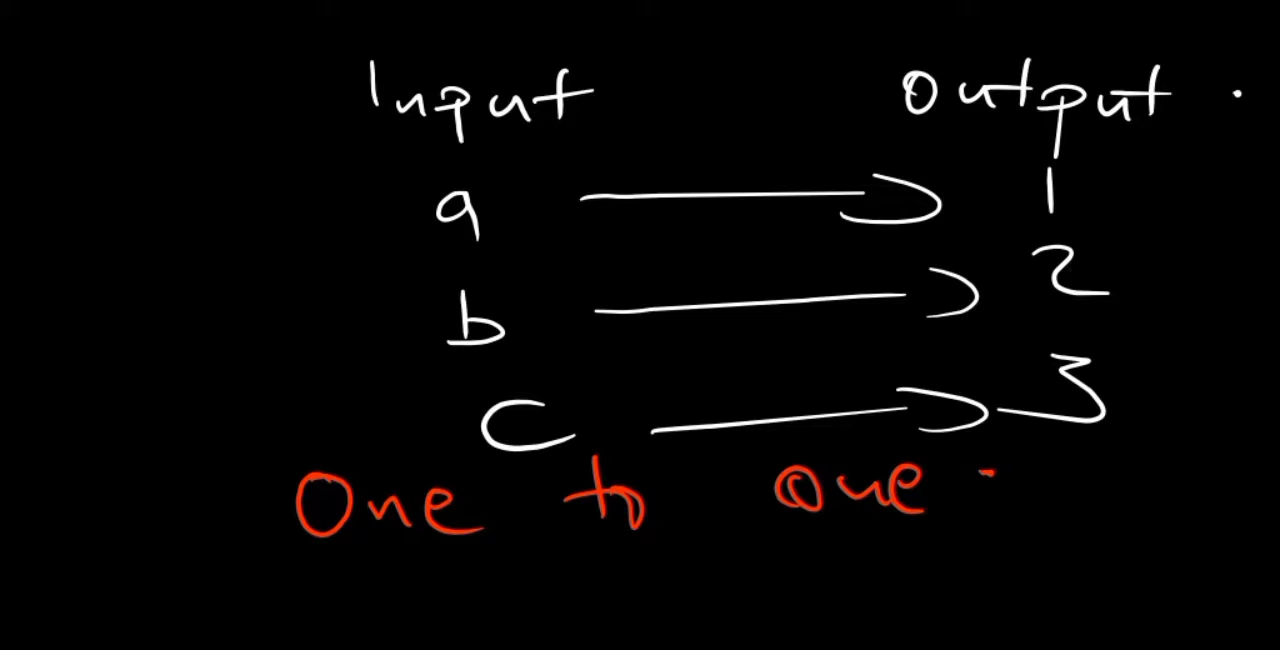 Input Output .
a 1
b 2
c 3
One to one .